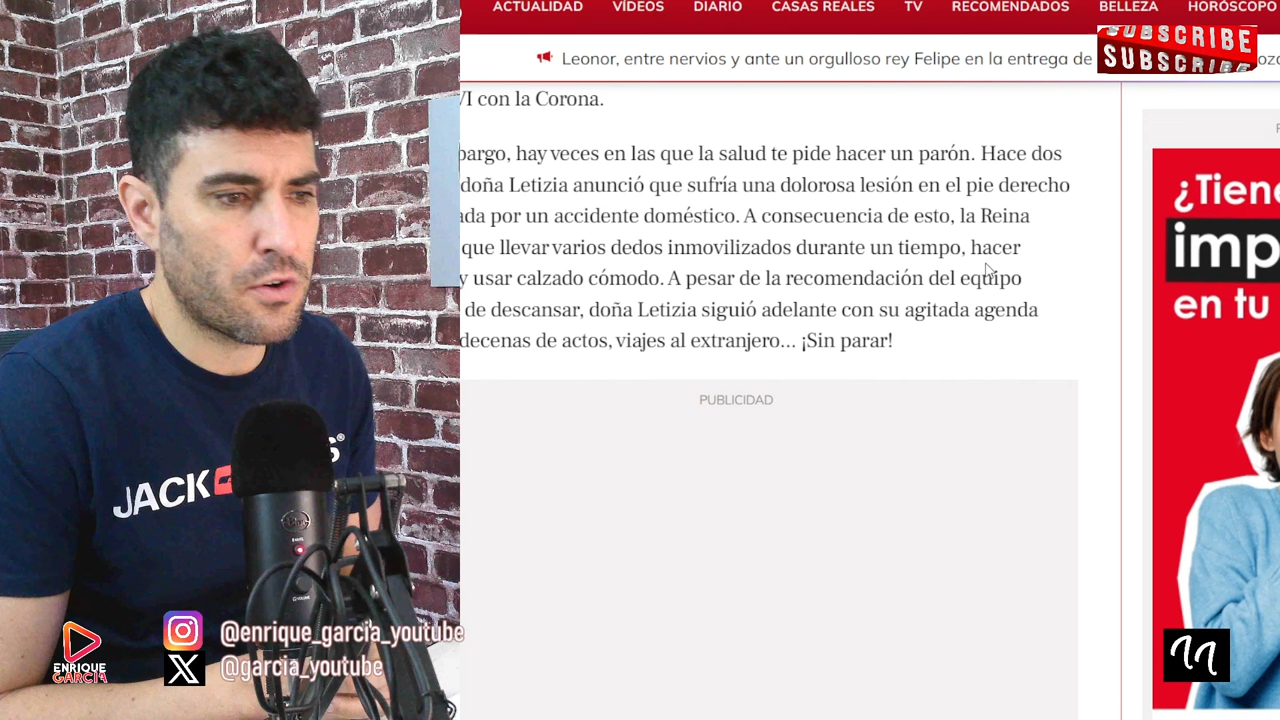 ACTUALIDAD VÍDEOS DIARIO CASAS REALES TV RECOMENDADOS BELLEZA HORÓSCOPO
Leonor, entre nervios y ante un orgulloso rey Felipe en la entrega de
SUBSCRIBE
SUBSCRIBE
VI con la Corona.
bargo, hay veces en las que la salud te pide hacer un parón. Hace dos
doña Letizia anunció que sufría una dolorosa lesión en el pie derecho
ada por un accidente doméstico. A consecuencia de esto, la Reina
que llevar varios dedos inmovilizados durante un tiempo, hacer
y usar calzado cómodo. A pesar de la recomendación del equipo
de descansar, doña Letizia siguió adelante con su agitada agenda
decenas de actos, viajes al extranjero... ¡Sin parar!
PUBLICIDAD
¿Tiene
imp
en tu
JACK
S®
@enrique_garcia_youtube
@garcia_youtube
ENRIQUE
GARCIA